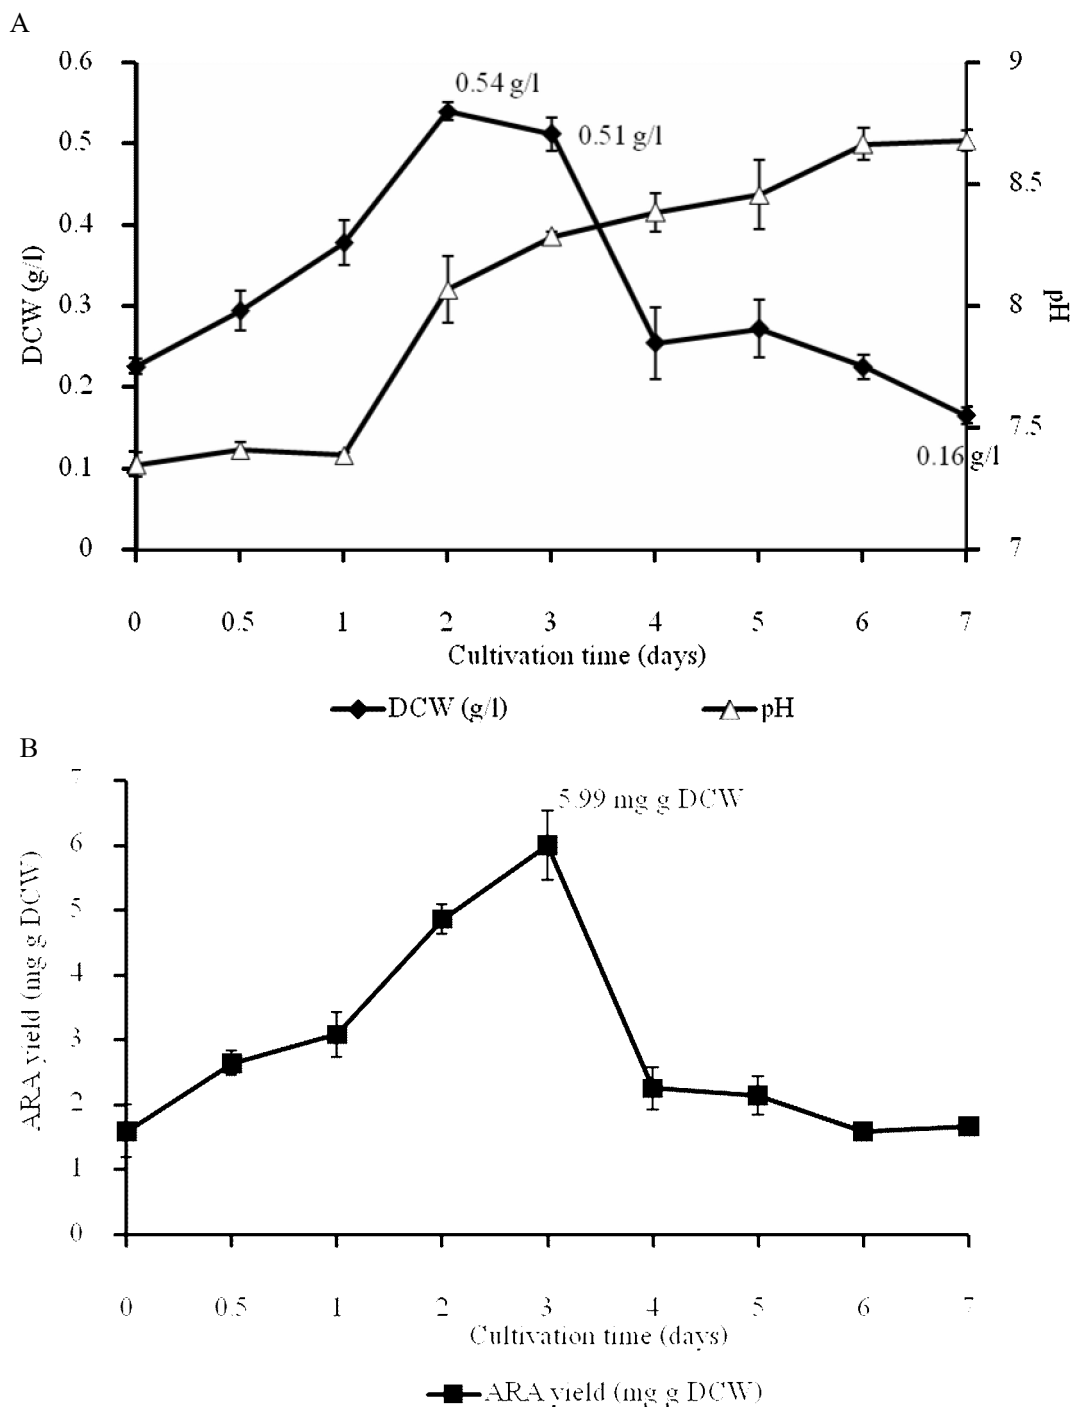 A
0.6
0.5
0.4
0.3
0.2
0.1
0
DCW (g/l)
9
8.5
8
7.5
7
pH
0.54 g/l
0.51 g/l
0.16 g/l
0 0.5 1 2 3 4 5 6 7
Cultivation time (days)
DCW (g/l) pH
B
7
6
5
4
3
2
1
0
ARA yield (mg g DCW)
5.99 mg g DCW
0 0.5 1 2 3 4 5 6 7
Cultivation time (days)
ARA yield (mg g DCW)